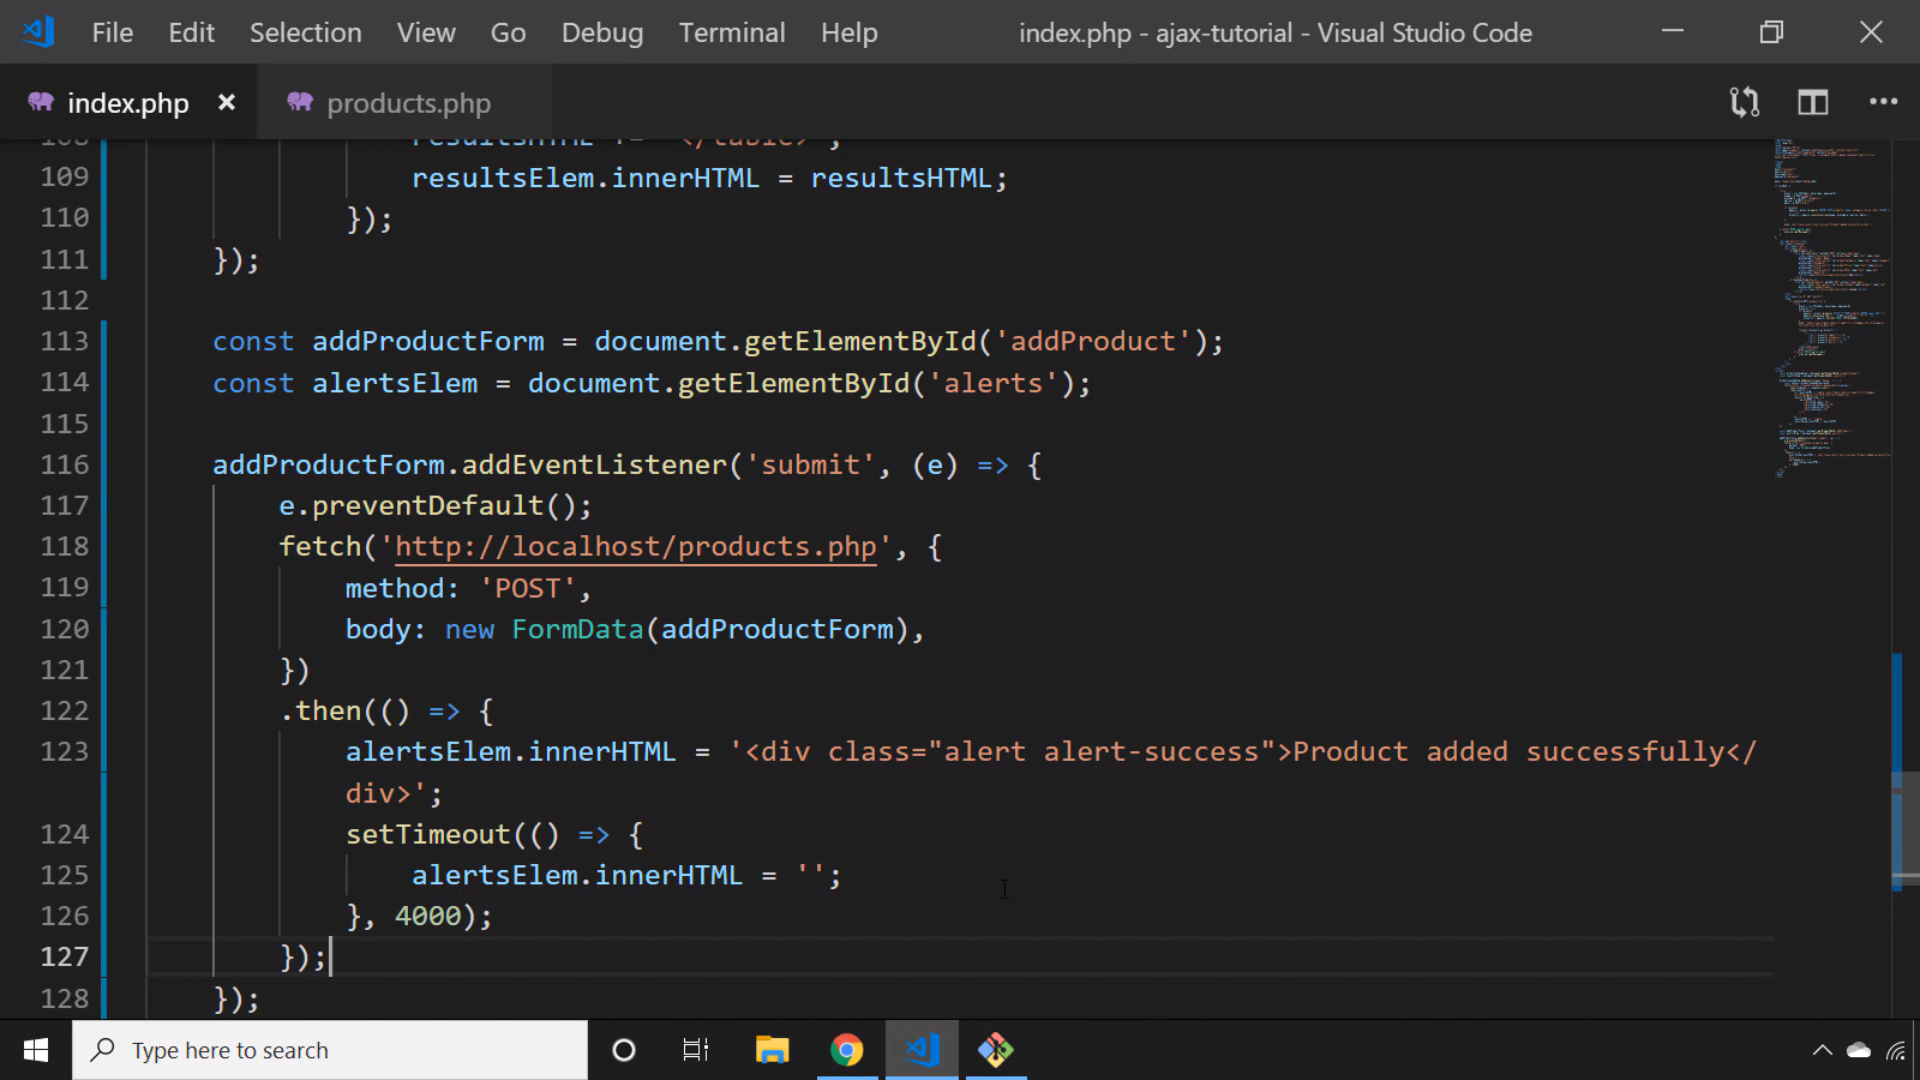 File Edit Selection View Go Debug Terminal Help index.php - ajax-tutorial - Visual Studio Code
index.php products.php
108 resultsHTML += '</table>';
109 resultsElem.innerHTML = resultsHTML;
110 });
111 });
112
113 const addProductForm = document.getElementById('addProduct');
114 const alertsElem = document.getElementById('alerts');
115
116 addProductForm.addEventListener('submit', (e) => {
117 e.preventDefault();
118 fetch('http://localhost/products.php', {
119 method: 'POST',
120 body: new FormData(addProductForm),
121 })
122 .then(() => {
123 alertsElem.innerHTML = '<div class="alert alert-success">Product added successfully</
div>';
124 setTimeout(() => {
125 alertsElem.innerHTML = '';
126 }, 4000);
127 });
128 });
Type here to search